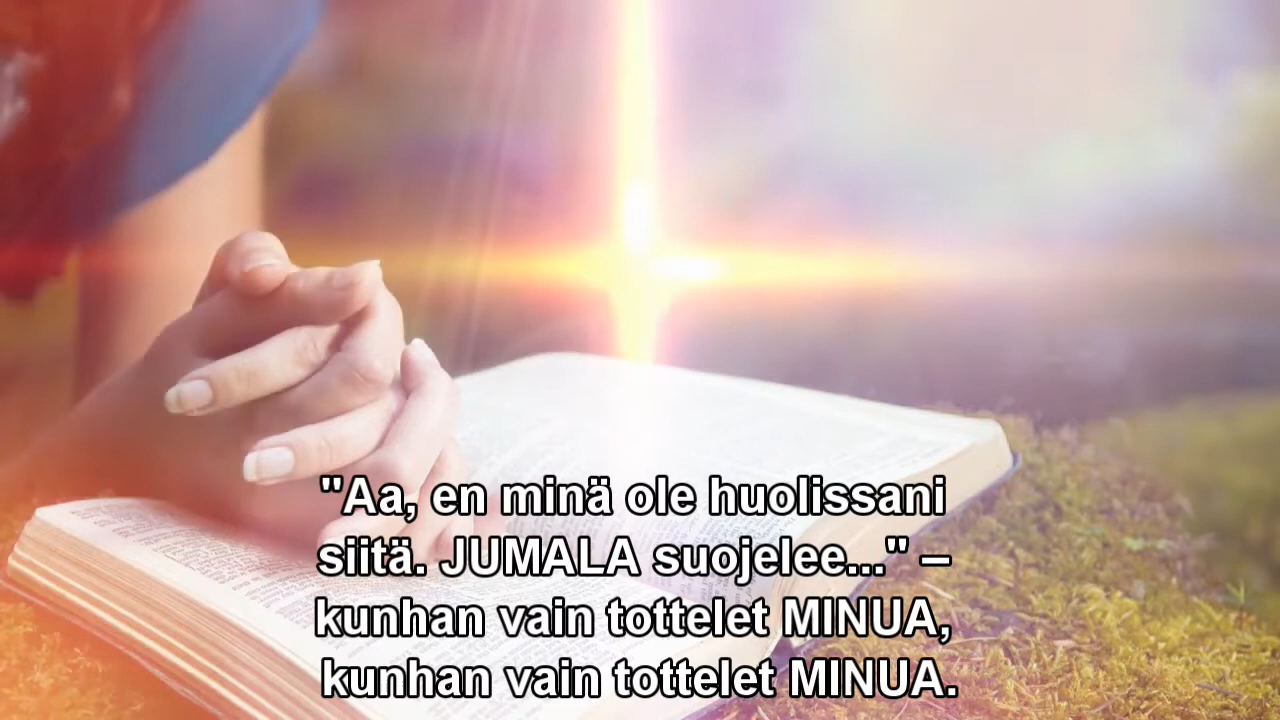 "Aa, en minä ole huolissani
siitä. JUMALA suojelee..." –
kunhan vain tottelet MINUA,
kunhan vain tottelet MINUA.